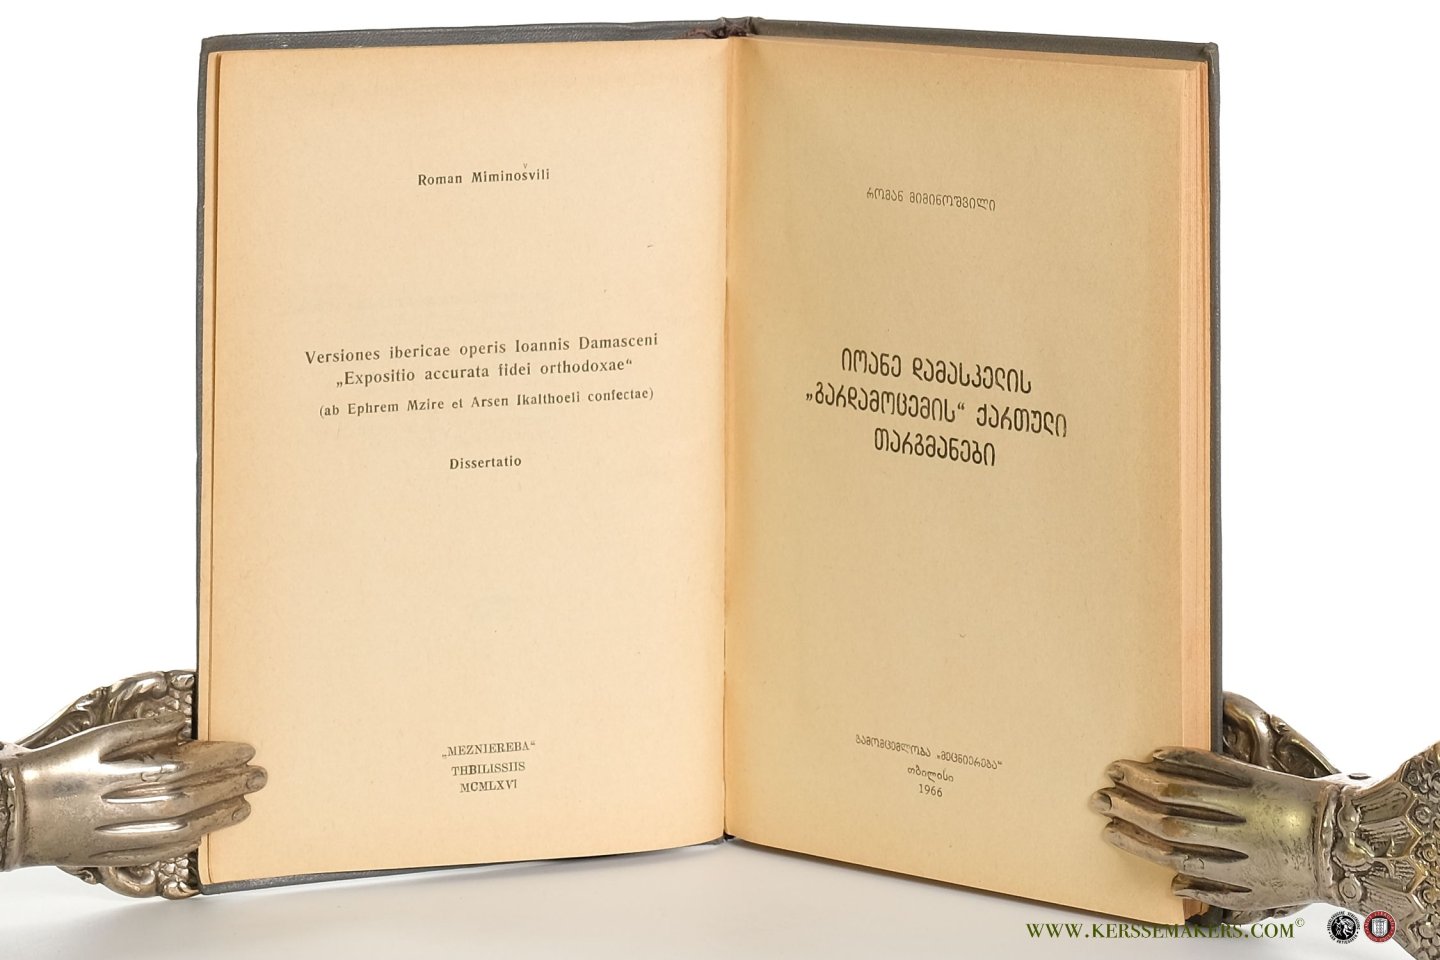 Roman Miminošvili
Versiones ibericae operis Ioannis Damasceni
„Expositio accurata fidei orthodoxae“
(ab Ephrem Mzire et Arsen Ikalthoeli confectae)
Dissertatio
„MEZNIEREBA“
THBILISSIIS
MCMLXVI
რომან მიმინოშვილი
იოანე დამასკელის
„გარდამოცემის“ ქართული
თარგმანები
გამომცემლობა „მეცნიერება“
თბილისი
1966
WWW.KERSSEMAKERS.COM©